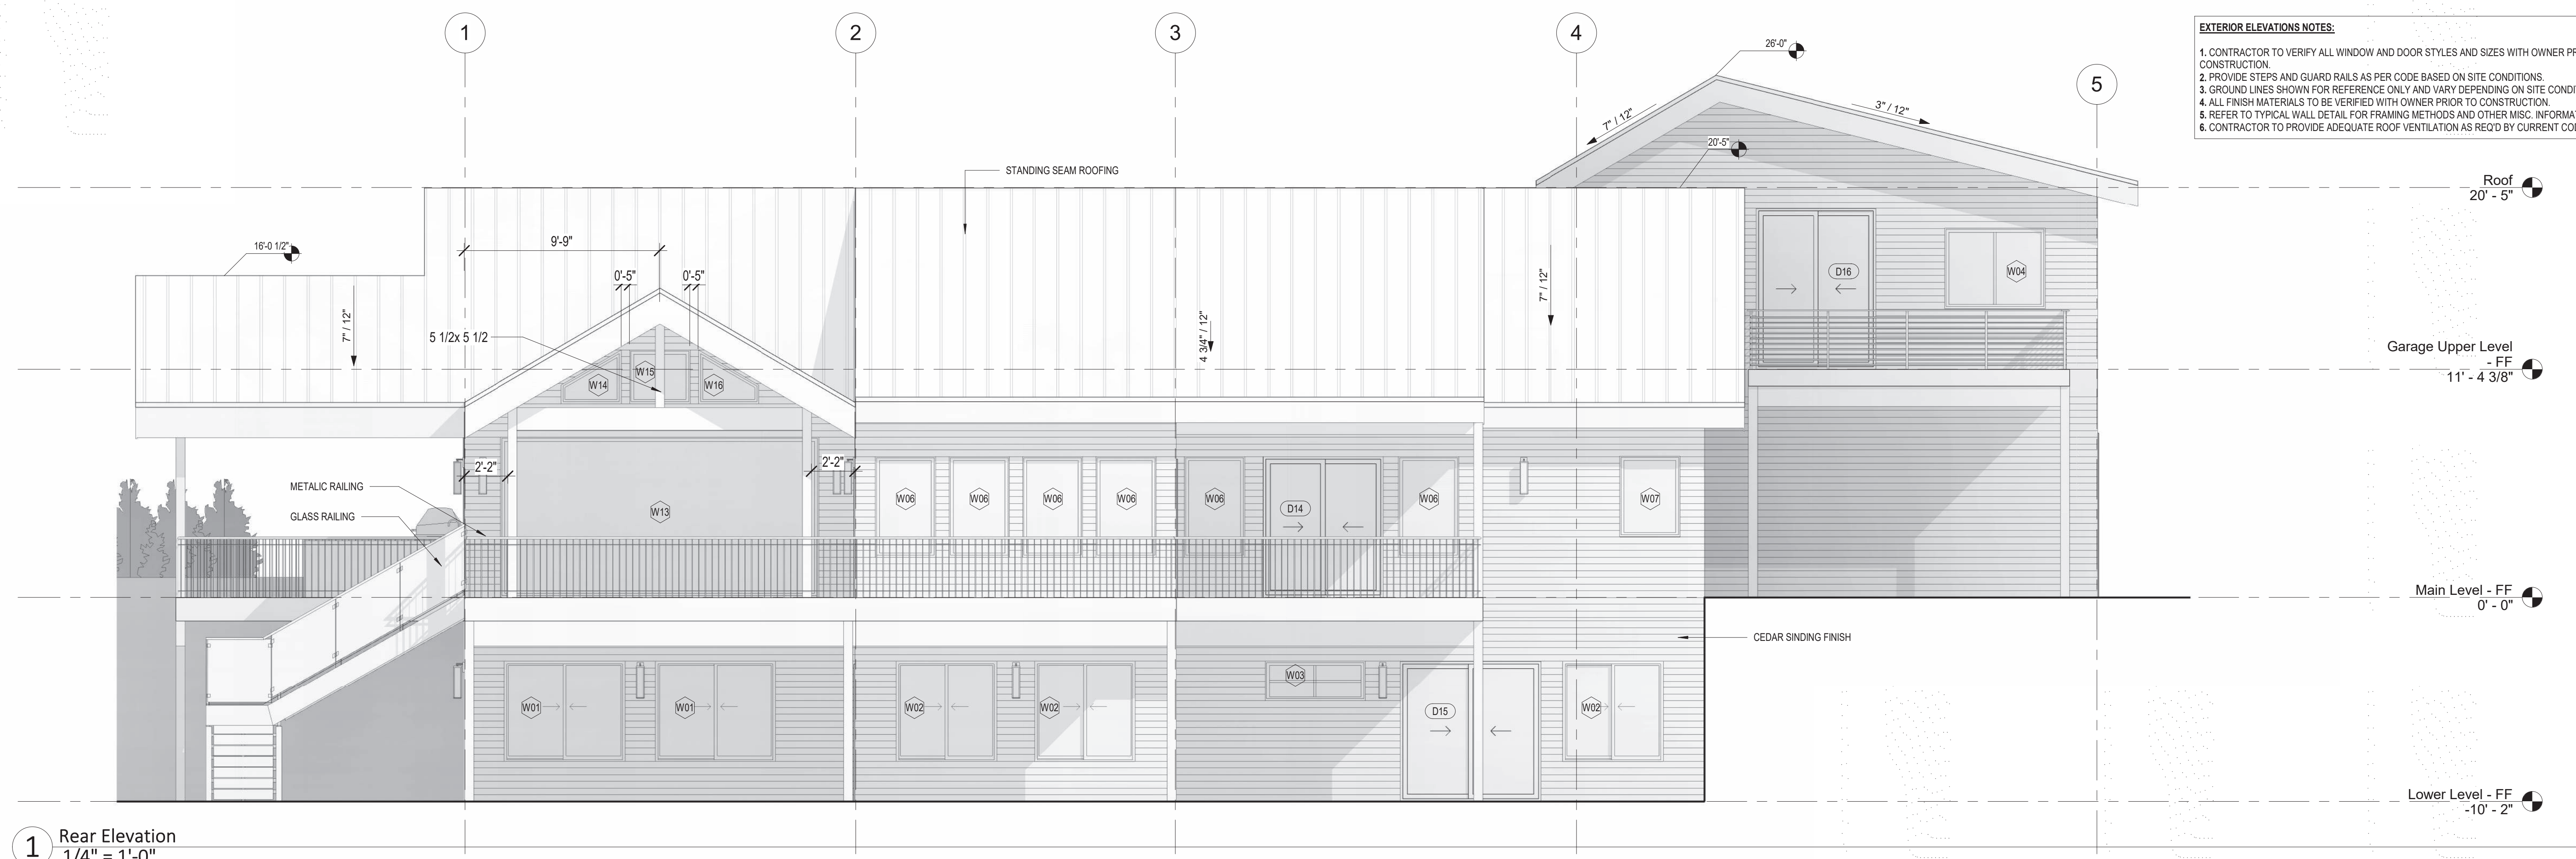 1
2
3
4
5
26'-0"
EXTERIOR ELEVATIONS NOTES:
1. CONTRACTOR TO VERIFY ALL WINDOW AND DOOR STYLES AND SIZES WITH OWNER
CONSTRUCTION.
2. PROVIDE STEPS AND GUARD RAILS AS PER CODE BASED ON SITE CONDITIONS.
3. GROUND LINES SHOWN FOR REFERENCE ONLY AND VARY DEPENDING ON SITE
4. ALL FINISH MATERIALS TO BE VERIFIED WITH OWNER PRIOR TO CONSTRUCTION.
5. REFER TO TYPICAL WALL DETAIL FOR FRAMING METHODS AND OTHER MISC.
6. CONTRACTOR TO PROVIDE ADEQUATE ROOF VENTILATION AS REQ'D BY CURRENT
7" / 12"
3" / 12"
20'-5"
STANDING SEAM ROOFING
Roof
20' - 5"
16'-0 1/2"
9'-9"
0'-5"
0'-5"
7" / 12"
5 1/2x 5 1/2
4 3/4" / 12"
7" / 12"
D16
W04
Garage Upper Level
- FF
11' - 4 3/8"
W14
W15
W16
2'-2"
2'-2"
METALIC RAILING
GLASS RAILING
W13
W06
W06
W06
W06
W06
D14
W06
W07
Main Level - FF
0' - 0"
CEDAR SINDING FINISH
W01
W01
W02
W02
W03
D15
W02
Lower Level - FF
-10' - 2"
1
Rear Elevation
1/4" = 1'-0"